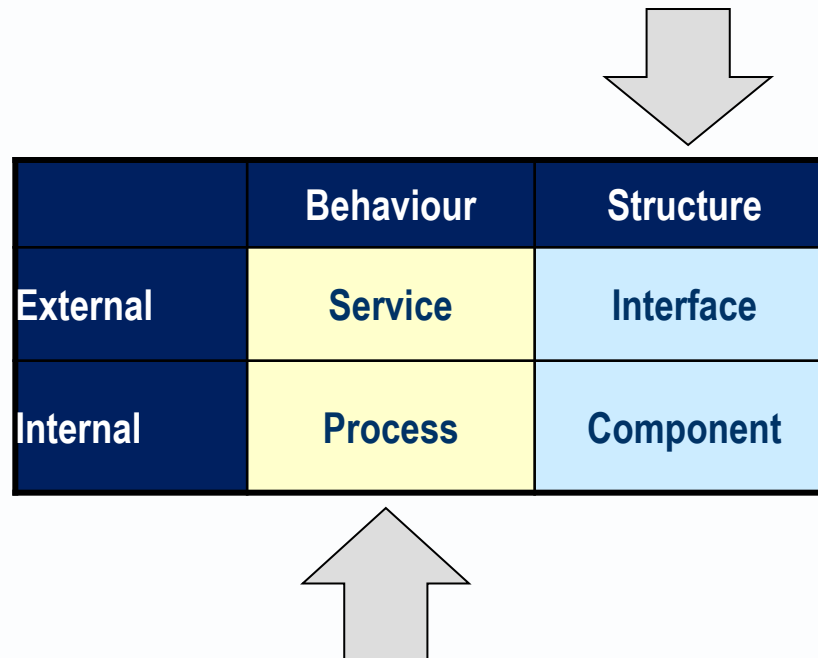 Behaviour Structure
External Service Interface
Internal Process Component